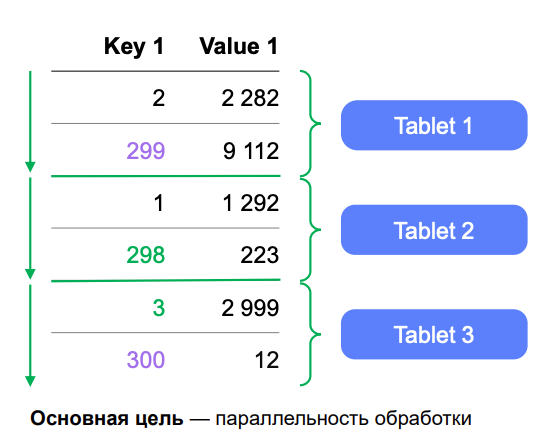 Key 1 Value 1
2 2 282
299 9 112
Tablet 1
1 1 292
298 223
Tablet 2
3 2 999
300 12
Tablet 3
Основная цель — параллельность обработки